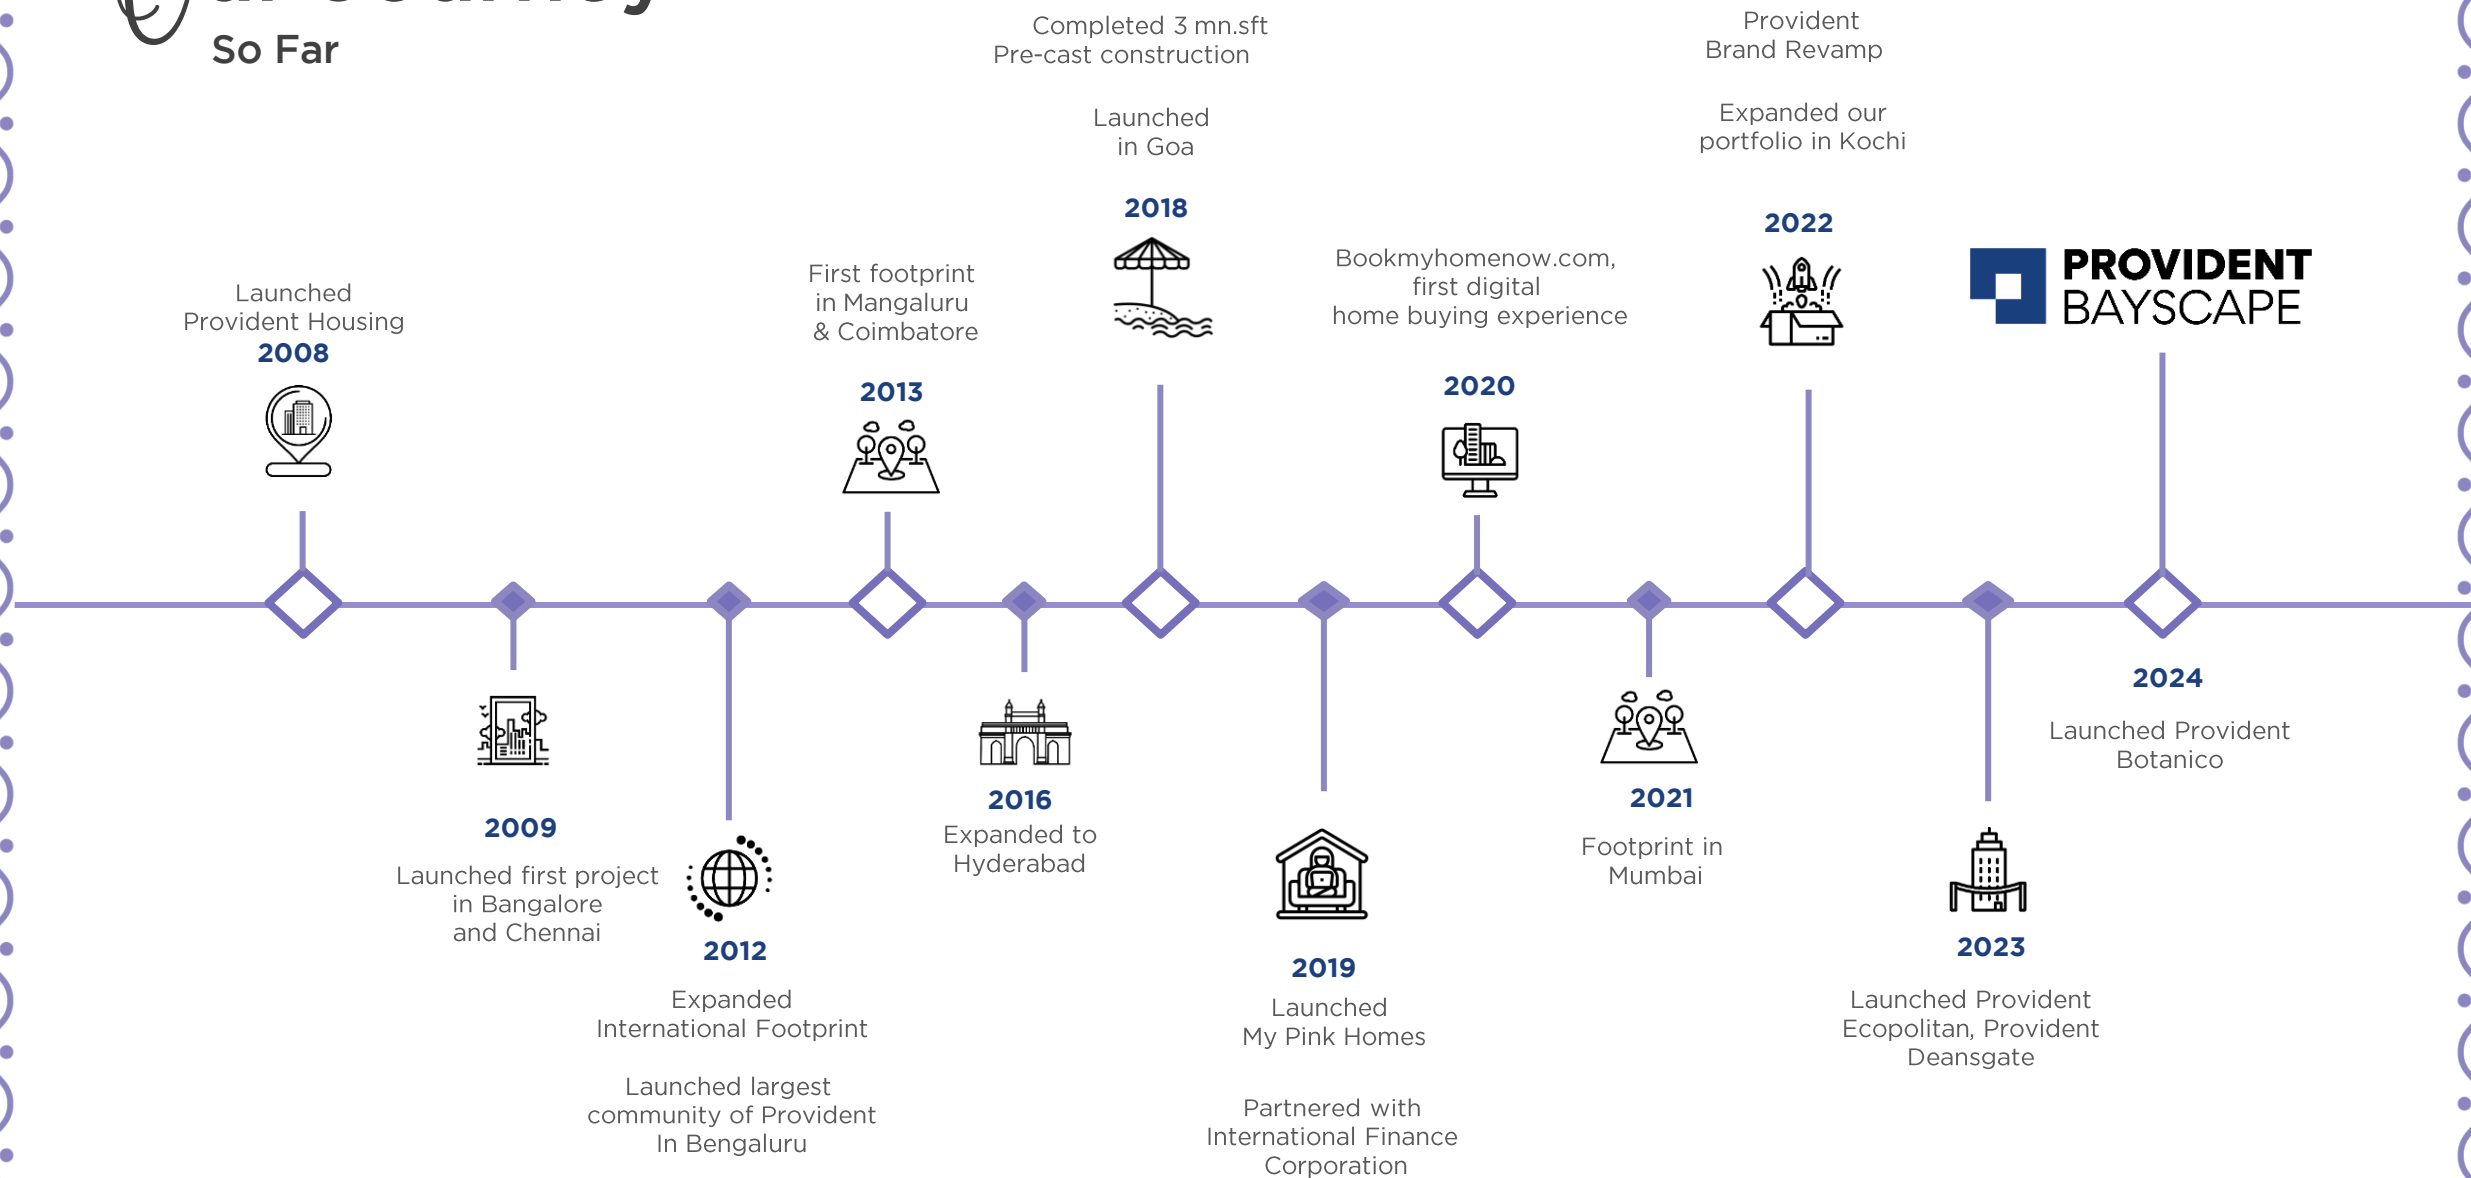 So Far
Launched
Provident Housing
2008
2009
Launched first project
in Bangalore
and Chennai
2012
Expanded
International Footprint
Launched largest
community of Provident
In Bengaluru
First footprint
in Mangaluru
& Coimbatore
2013
2016
Expanded to
Hyderabad
Completed 3 mn.sft
Pre-cast construction
Launched
in Goa
2018
2019
Launched
My Pink Homes
Partnered with
International Finance
Corporation
Bookmyhomenow.com,
first digital
home buying experience
2020
2021
Footprint in
Mumbai
Provident
Brand Revamp
Expanded our
portfolio in Kochi
2022
2023
Launched Provident
Ecopolitan, Provident
Deansgate
PROVIDENT
BAYSCAPE
2024
Launched Provident
Botanico